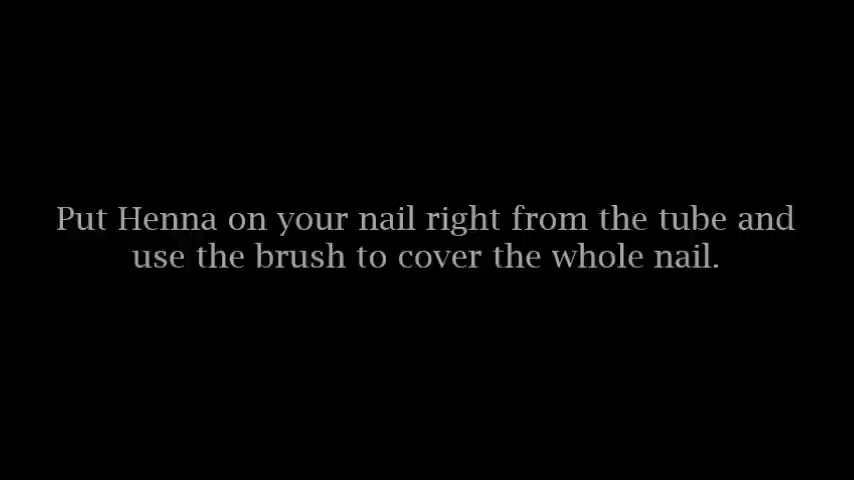 Put Henna on your nail right from the tube and
use the brush to cover the whole nail.